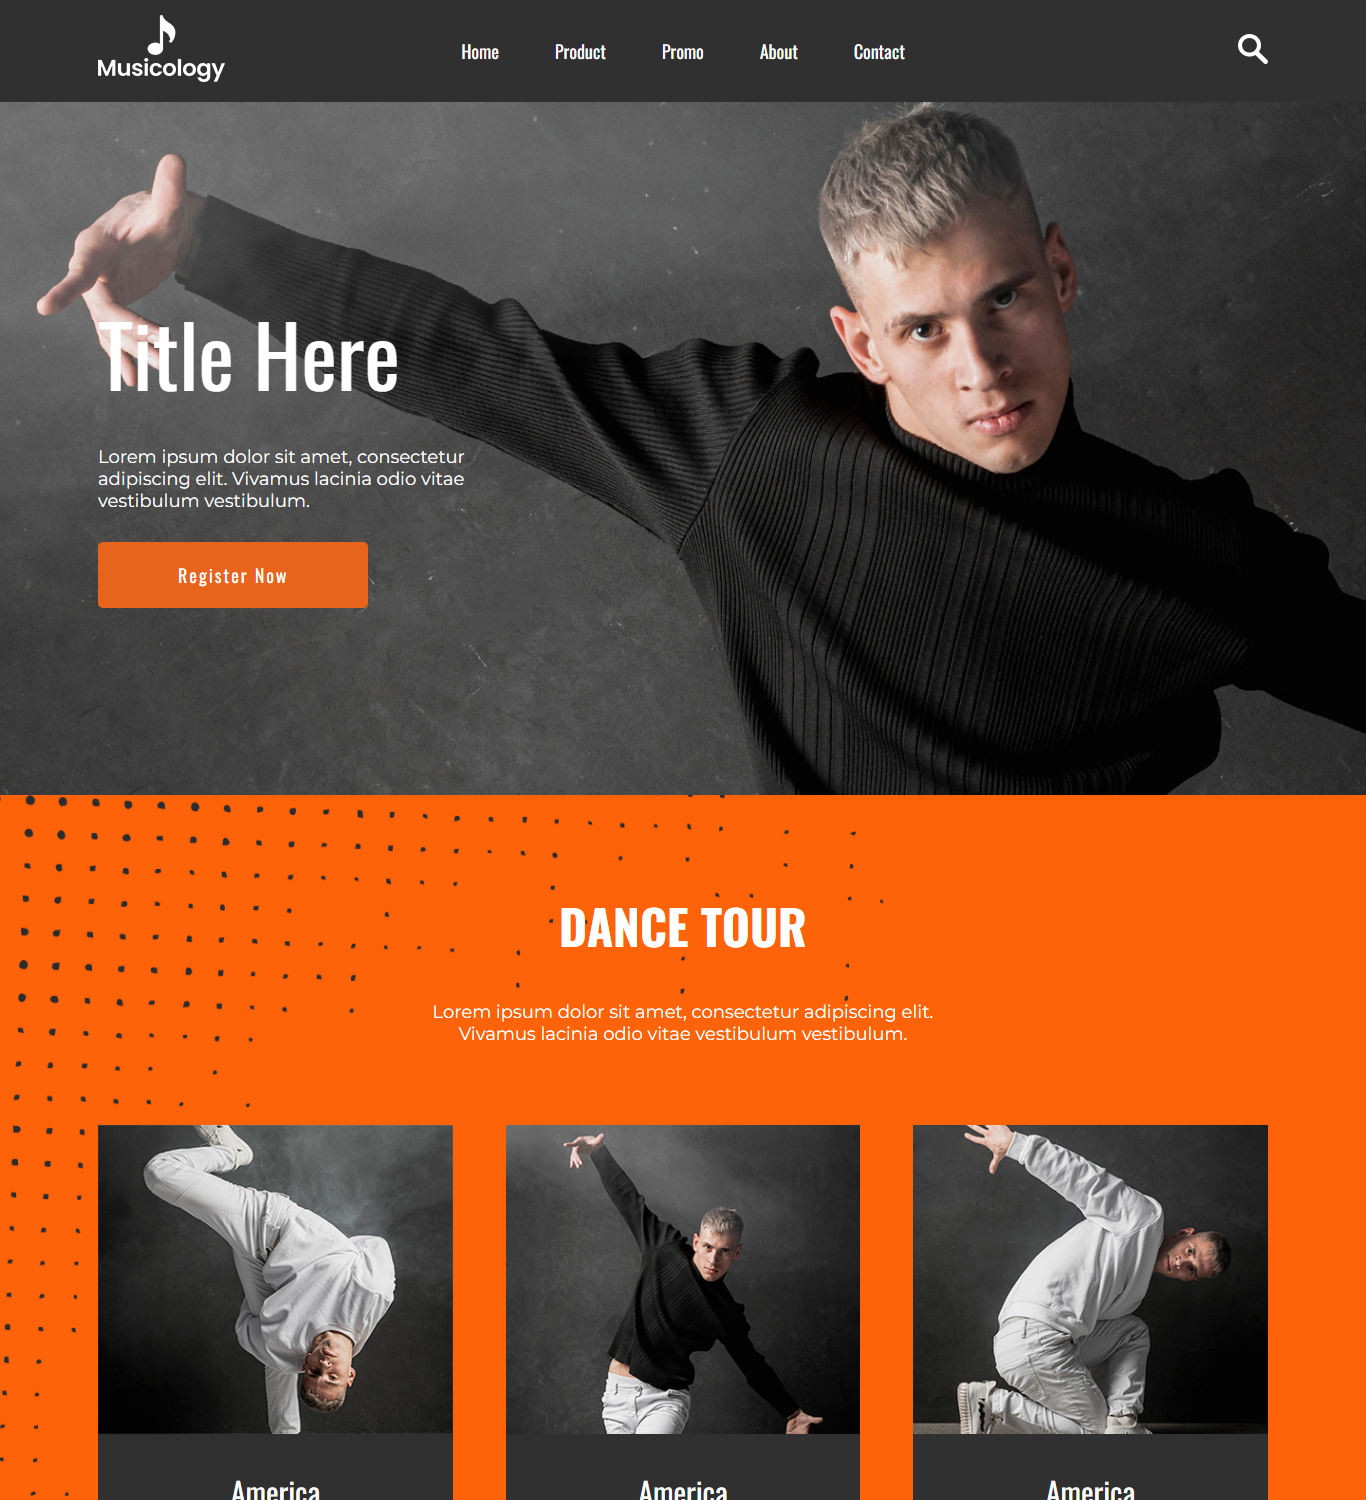 Musicology
Home
Product
Promo
About
Contact
Title Here
Lorem ipsum dolor sit amet, consectetur
adipiscing elit. Vivamus lacinia odio vitae
vestibulum vestibulum.
Register Now
DANCE TOUR
Lorem ipsum dolor sit amet, consectetur adipiscing elit.
Vivamus lacinia odio vitae vestibulum vestibulum.
America
America
America